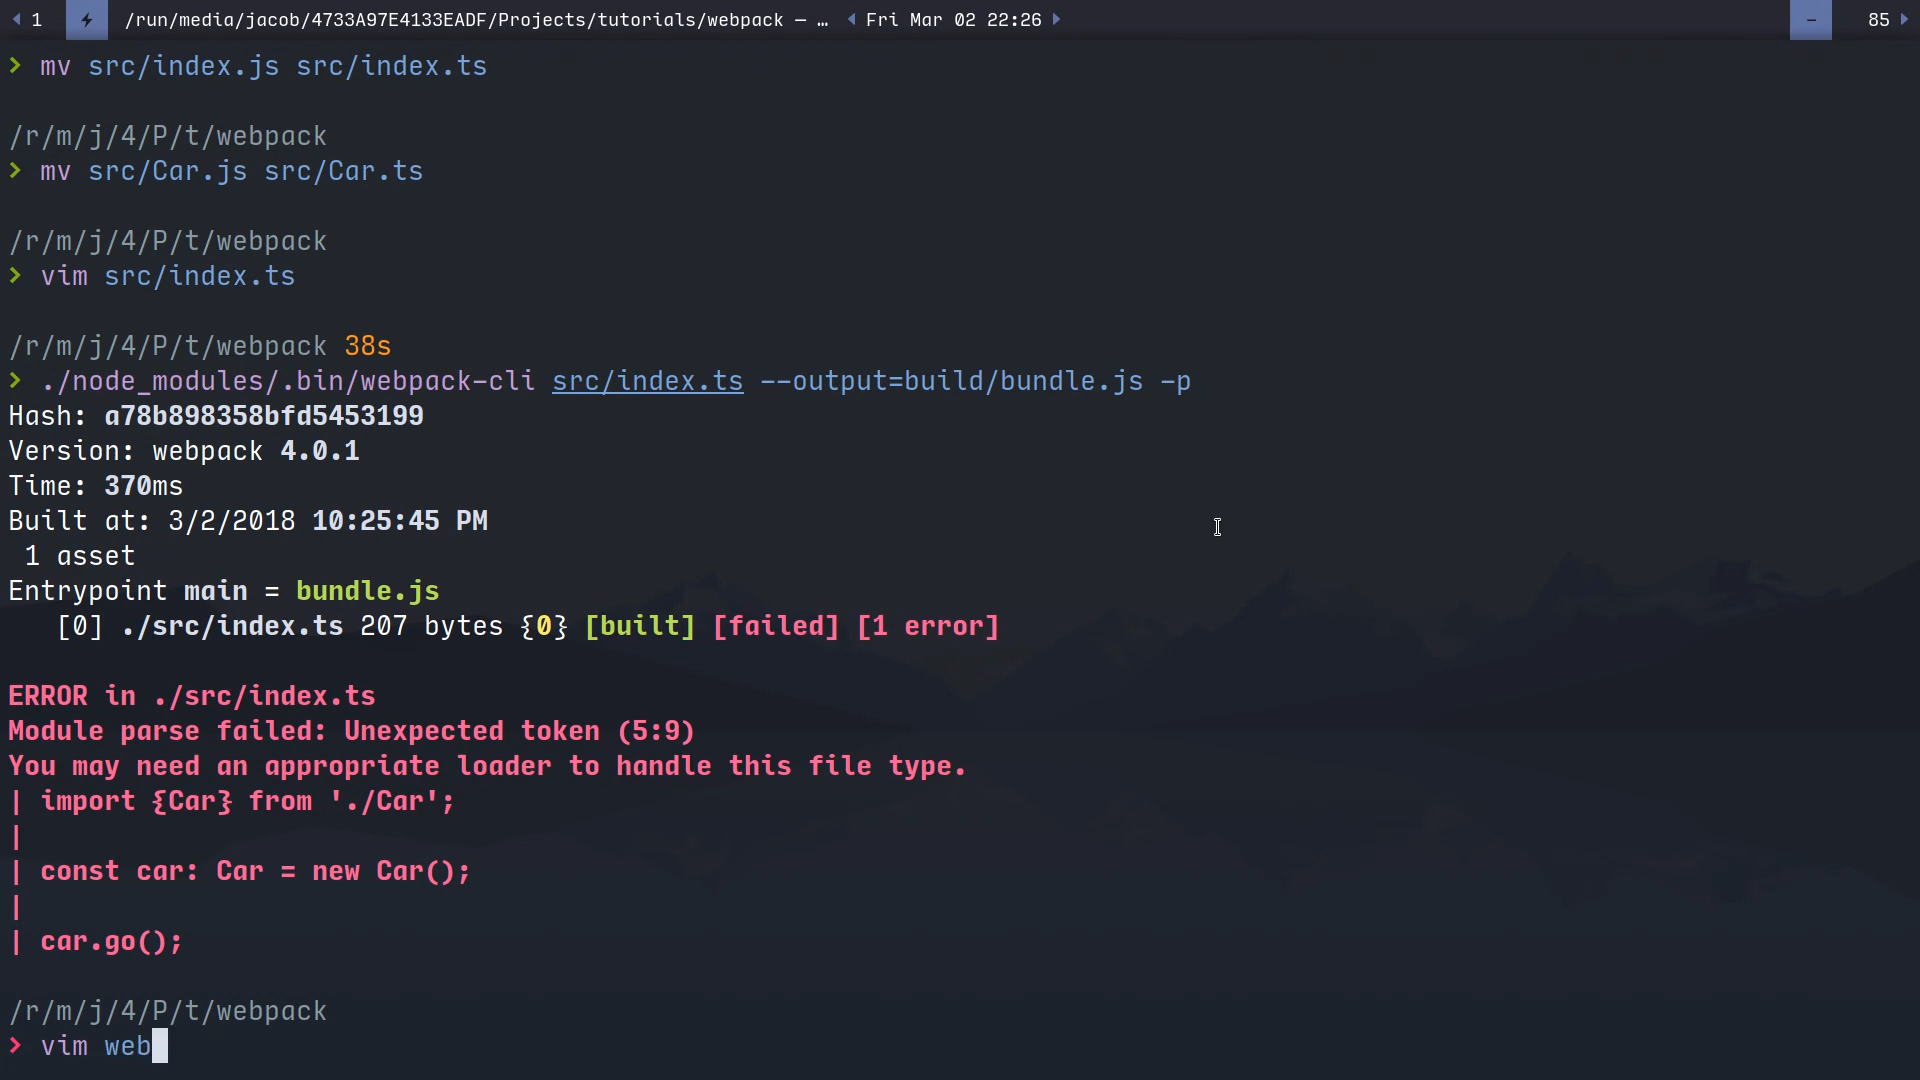 1 /run/media/jacob/4733A97E4133EADF/Projects/tutorials/webpack — … Fri Mar 02 22:26 – 85
> mv src/index.js src/index.ts
/r/m/j/4/P/t/webpack
> mv src/Car.js src/Car.ts
/r/m/j/4/P/t/webpack
> vim src/index.ts
/r/m/j/4/P/t/webpack 38s
> ./node_modules/.bin/webpack-cli src/index.ts --output=build/bundle.js -p
Hash: a78b898358bfd5453199
Version: webpack 4.0.1
Time: 370ms
Built at: 3/2/2018 10:25:45 PM
1 asset
Entrypoint main = bundle.js
[0] ./src/index.ts 207 bytes {0} [built] [failed] [1 error]
ERROR in ./src/index.ts
Module parse failed: Unexpected token (5:9)
You may need an appropriate loader to handle this file type.
| import {Car} from './Car';
|
| const car: Car = new Car();
|
| car.go();
/r/m/j/4/P/t/webpack
> vim web